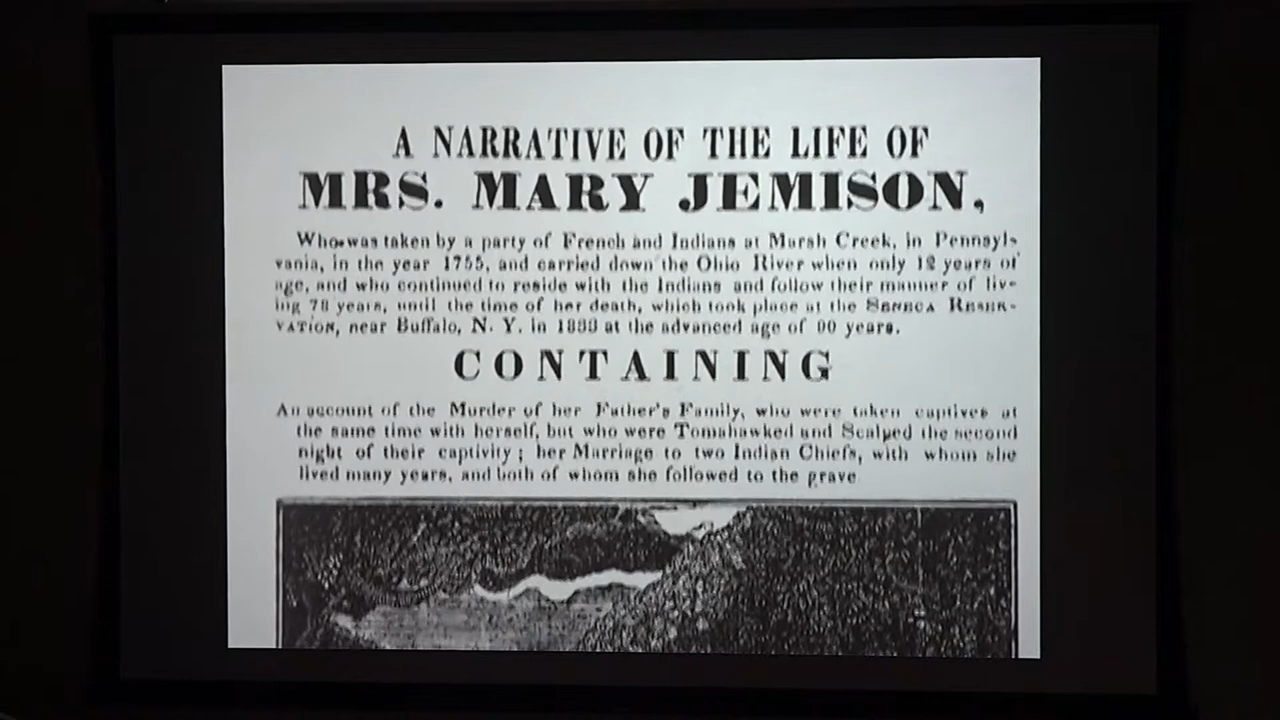 A NARRATIVE OF THE LIFE OF
MRS. MARY JEMISON,
Who was taken by a party of French and Indians at Marsh Creek, in Pennsyl-
vania, in the year 1755, and carried down the Ohio River when only 12 years of
age, and who continued to reside with the Indians and follow their manner of liv-
ing 78 years, until the time of her death, which took place at the SENECA RESER-
VATION, near Buffalo, N. Y. in 1833 at the advanced age of 90 years.
CONTAINING
An account of the Murder of her Father's Family, who were taken captives at
the same time with herself, but who were Tomahawked and Scalped the second
night of their captivity; her Marriage to two Indian Chiefs, with whom she
lived many years, and both of whom she followed to the grave